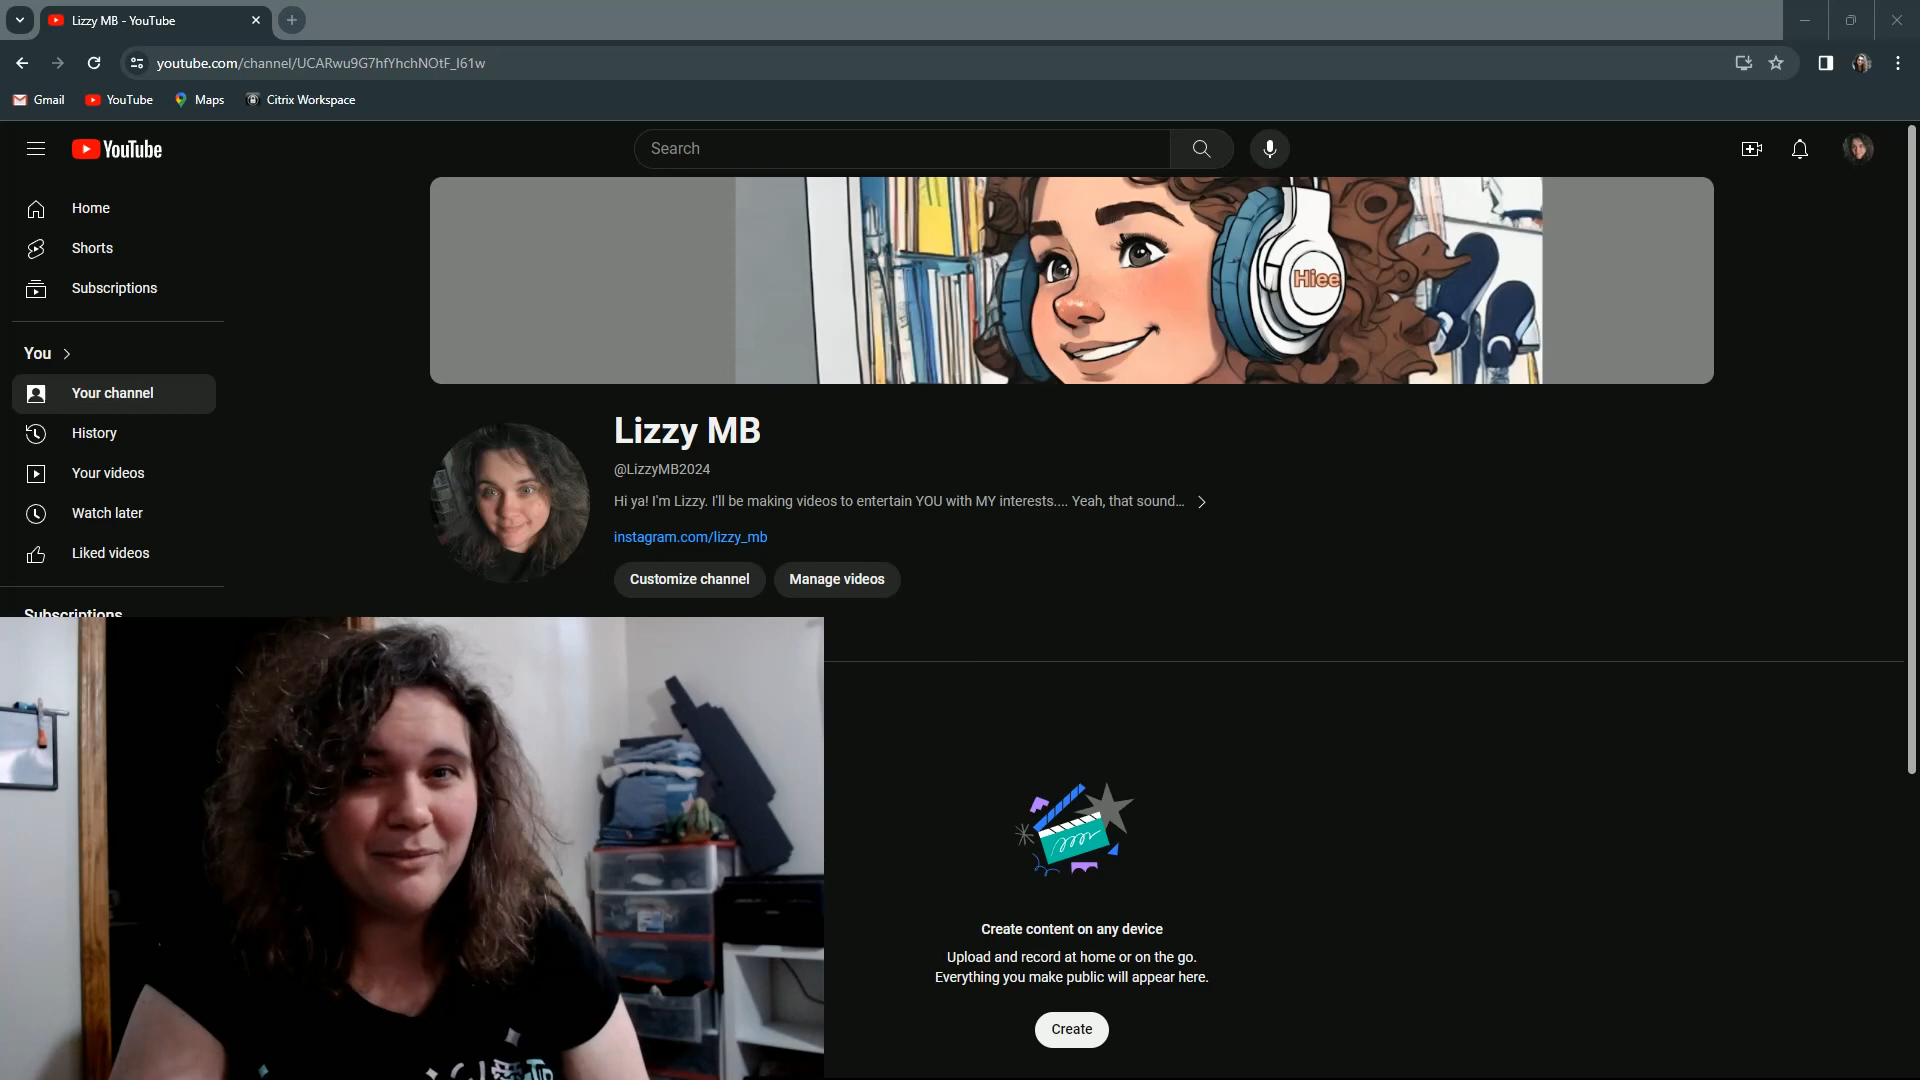 Lizzy MB - YouTube
youtube.com/channel/UCARwu9G7hfYhchNOtF_I61w
Gmail
YouTube
Maps
Citrix Workspace
YouTube
Search
Home
Shorts
Subscriptions
You
Your channel
History
Your videos
Watch later
Liked videos
Subscriptions
Hiee
Lizzy MB
@LizzyMB2024
Hi ya! I'm Lizzy. I'll be making videos to entertain YOU with MY interests.... Yeah, that sound...
instagram.com/lizzy_mb
Customize channel
Manage videos
Create content on any device
Upload and record at home or on the go.
Everything you make public will appear here.
Create